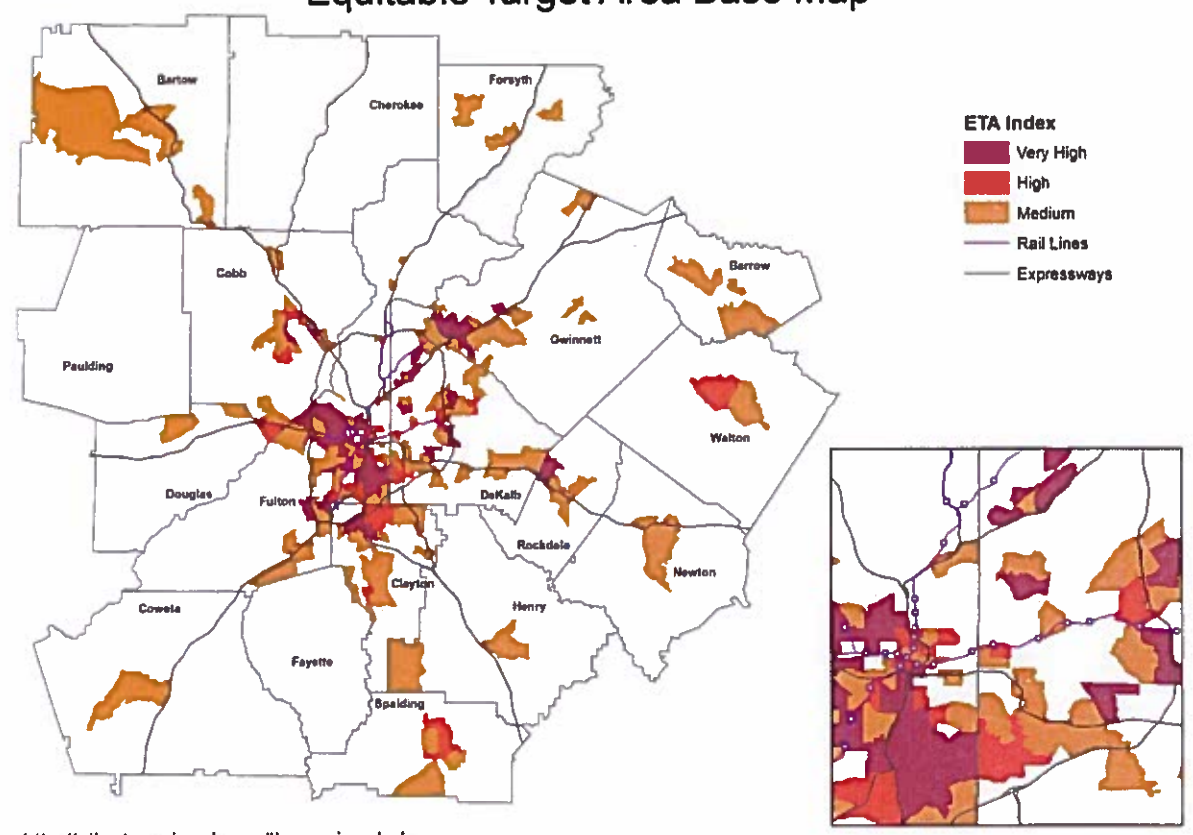 Equitable Target Area Base Map
Bartow
Forsyth
Cherokee
ETA Index
Very High
High
Medium
Rail Lines
Expressways
Cobb
Barrow
Gwinnett
Paulding
Walton
Douglas
Fulton
DeKalb
Rockdale
Newton
Clayton
Coweta
Henry
Fayette
Spalding